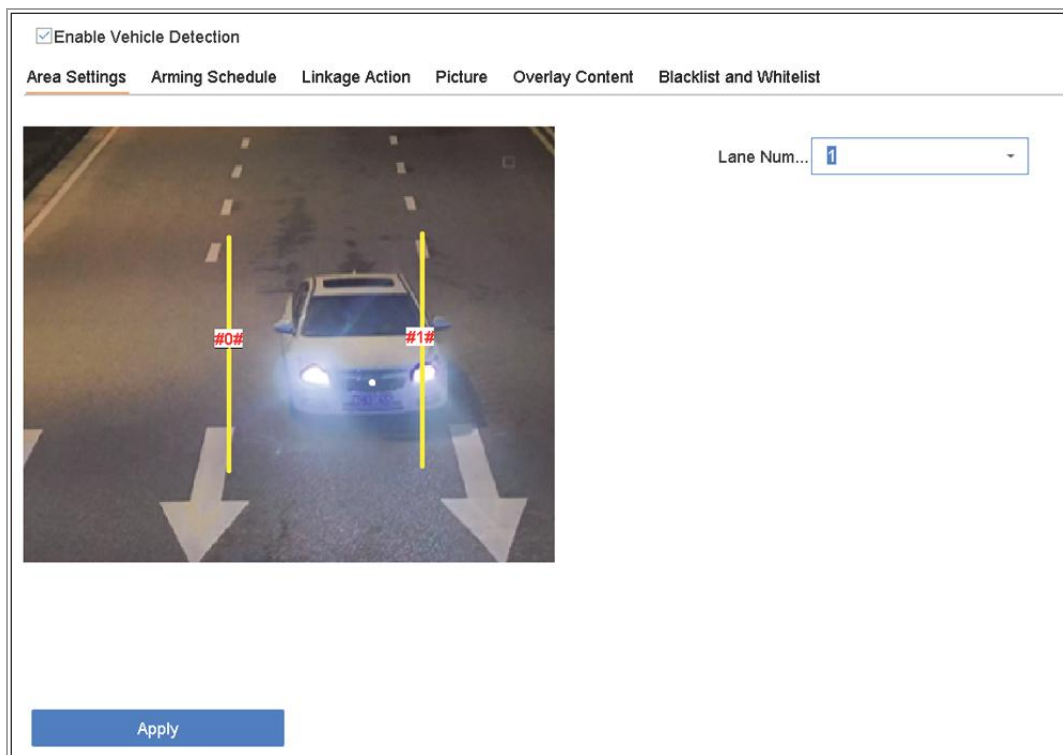 Enable Vehicle Detection
Area Settings Arming Schedule Linkage Action Picture Overlay Content Blacklist and Whitelist
Lane Num... 1
#0# #1#
Apply